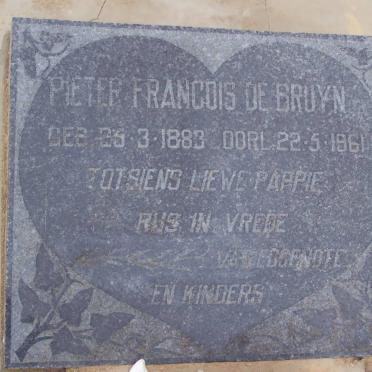 PIETER FRANCOIS DE BRUYN
GEB. 25-3-1883 OORL. 22-5-1961
TOTSIENS LIEWE PAPPIE
RUS IN VREDE
VAN EGGENOTE
EN KINDERS